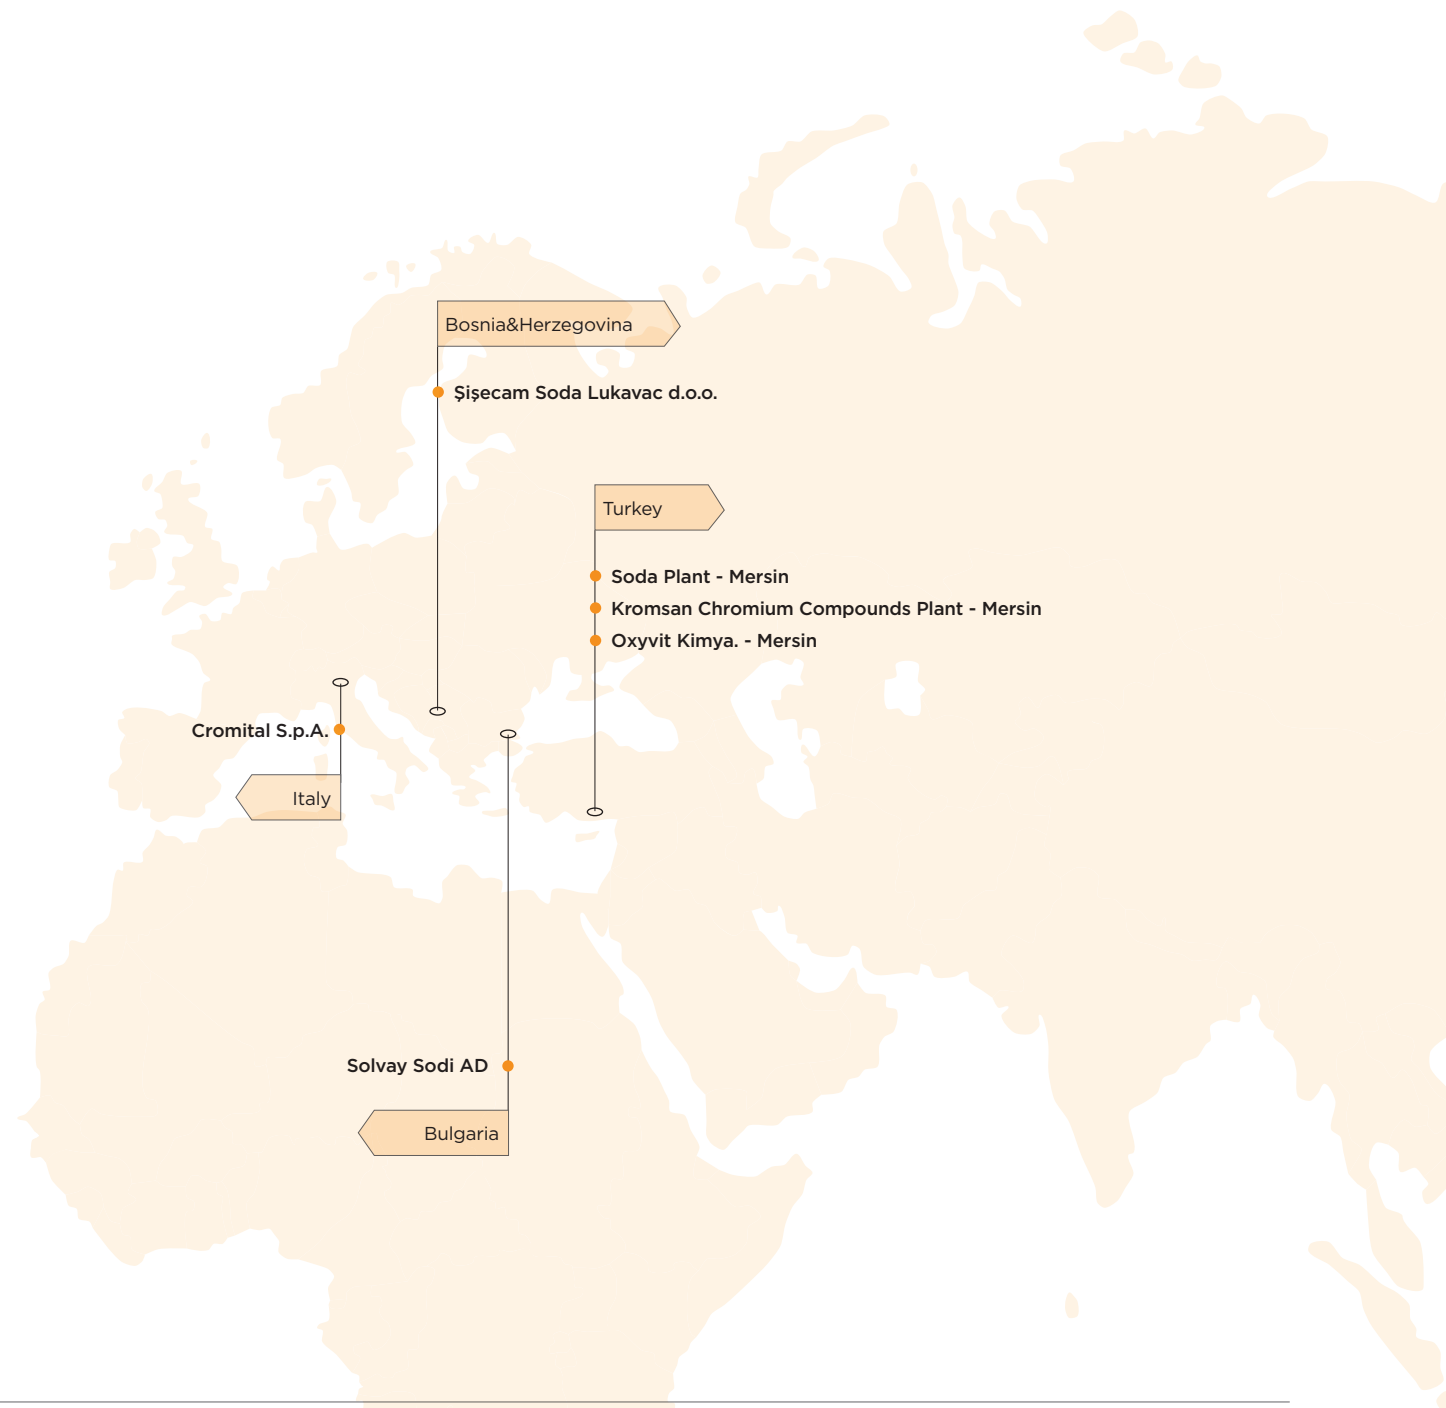 Bosnia&Herzegovina
Şişecam Soda Lukavac d.o.o.
Turkey
Soda Plant - Mersin
Kromsan Chromium Compounds Plant - Mersin
Oxyvit Kimya. - Mersin
Cromital S.p.A.
Italy
Solvay Sodi AD
Bulgaria